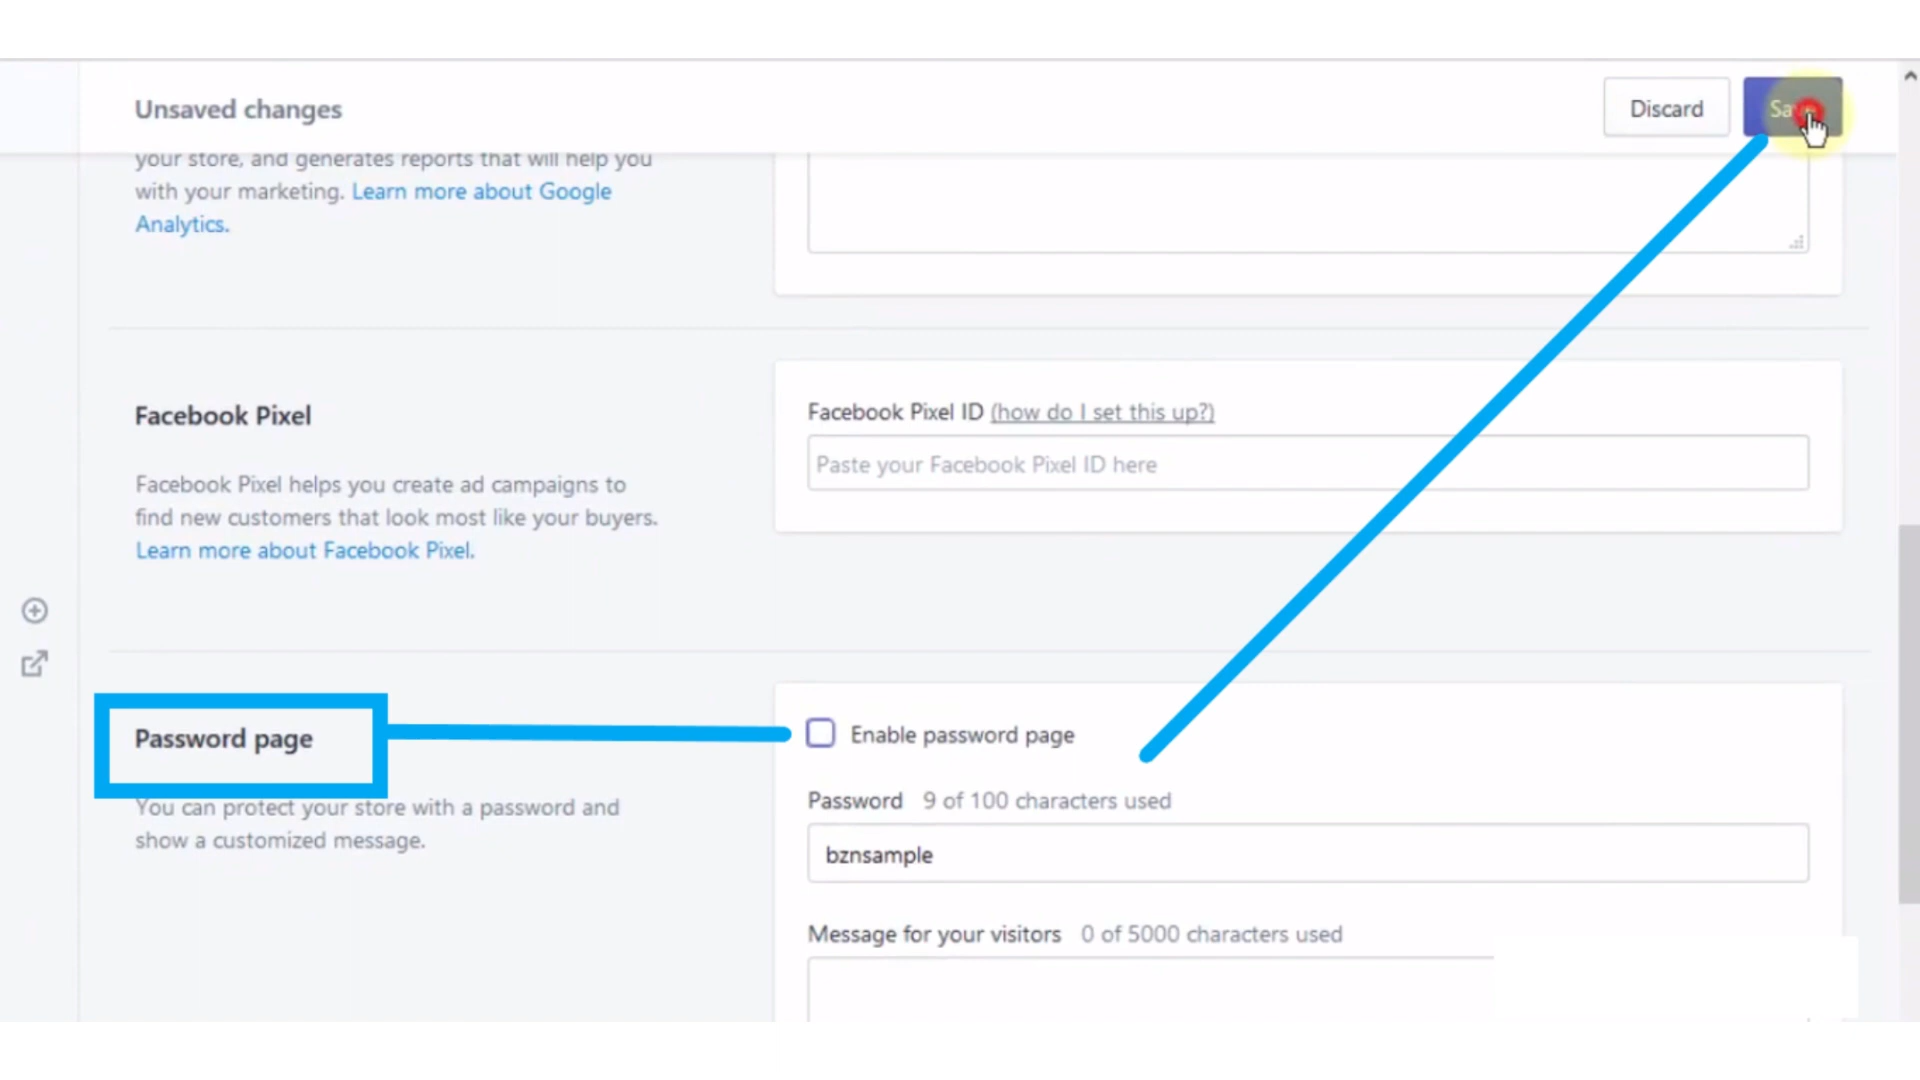 Unsaved changes
Discard
your store, and generates reports that will help you
with your marketing. Learn more about Google
Analytics.
Facebook Pixel
Facebook Pixel helps you create ad campaigns to
find new customers that look most like your buyers.
Learn more about Facebook Pixel.
Facebook Pixel ID (how do I set this up?)
Paste your Facebook Pixel ID here
Password page
You can protect your store with a password and
show a customized message.
Enable password page
Password 9 of 100 characters used
bznsample
Message for your visitors 0 of 5000 characters used